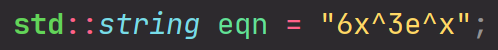 std::string eqn = "6x^3e^x";